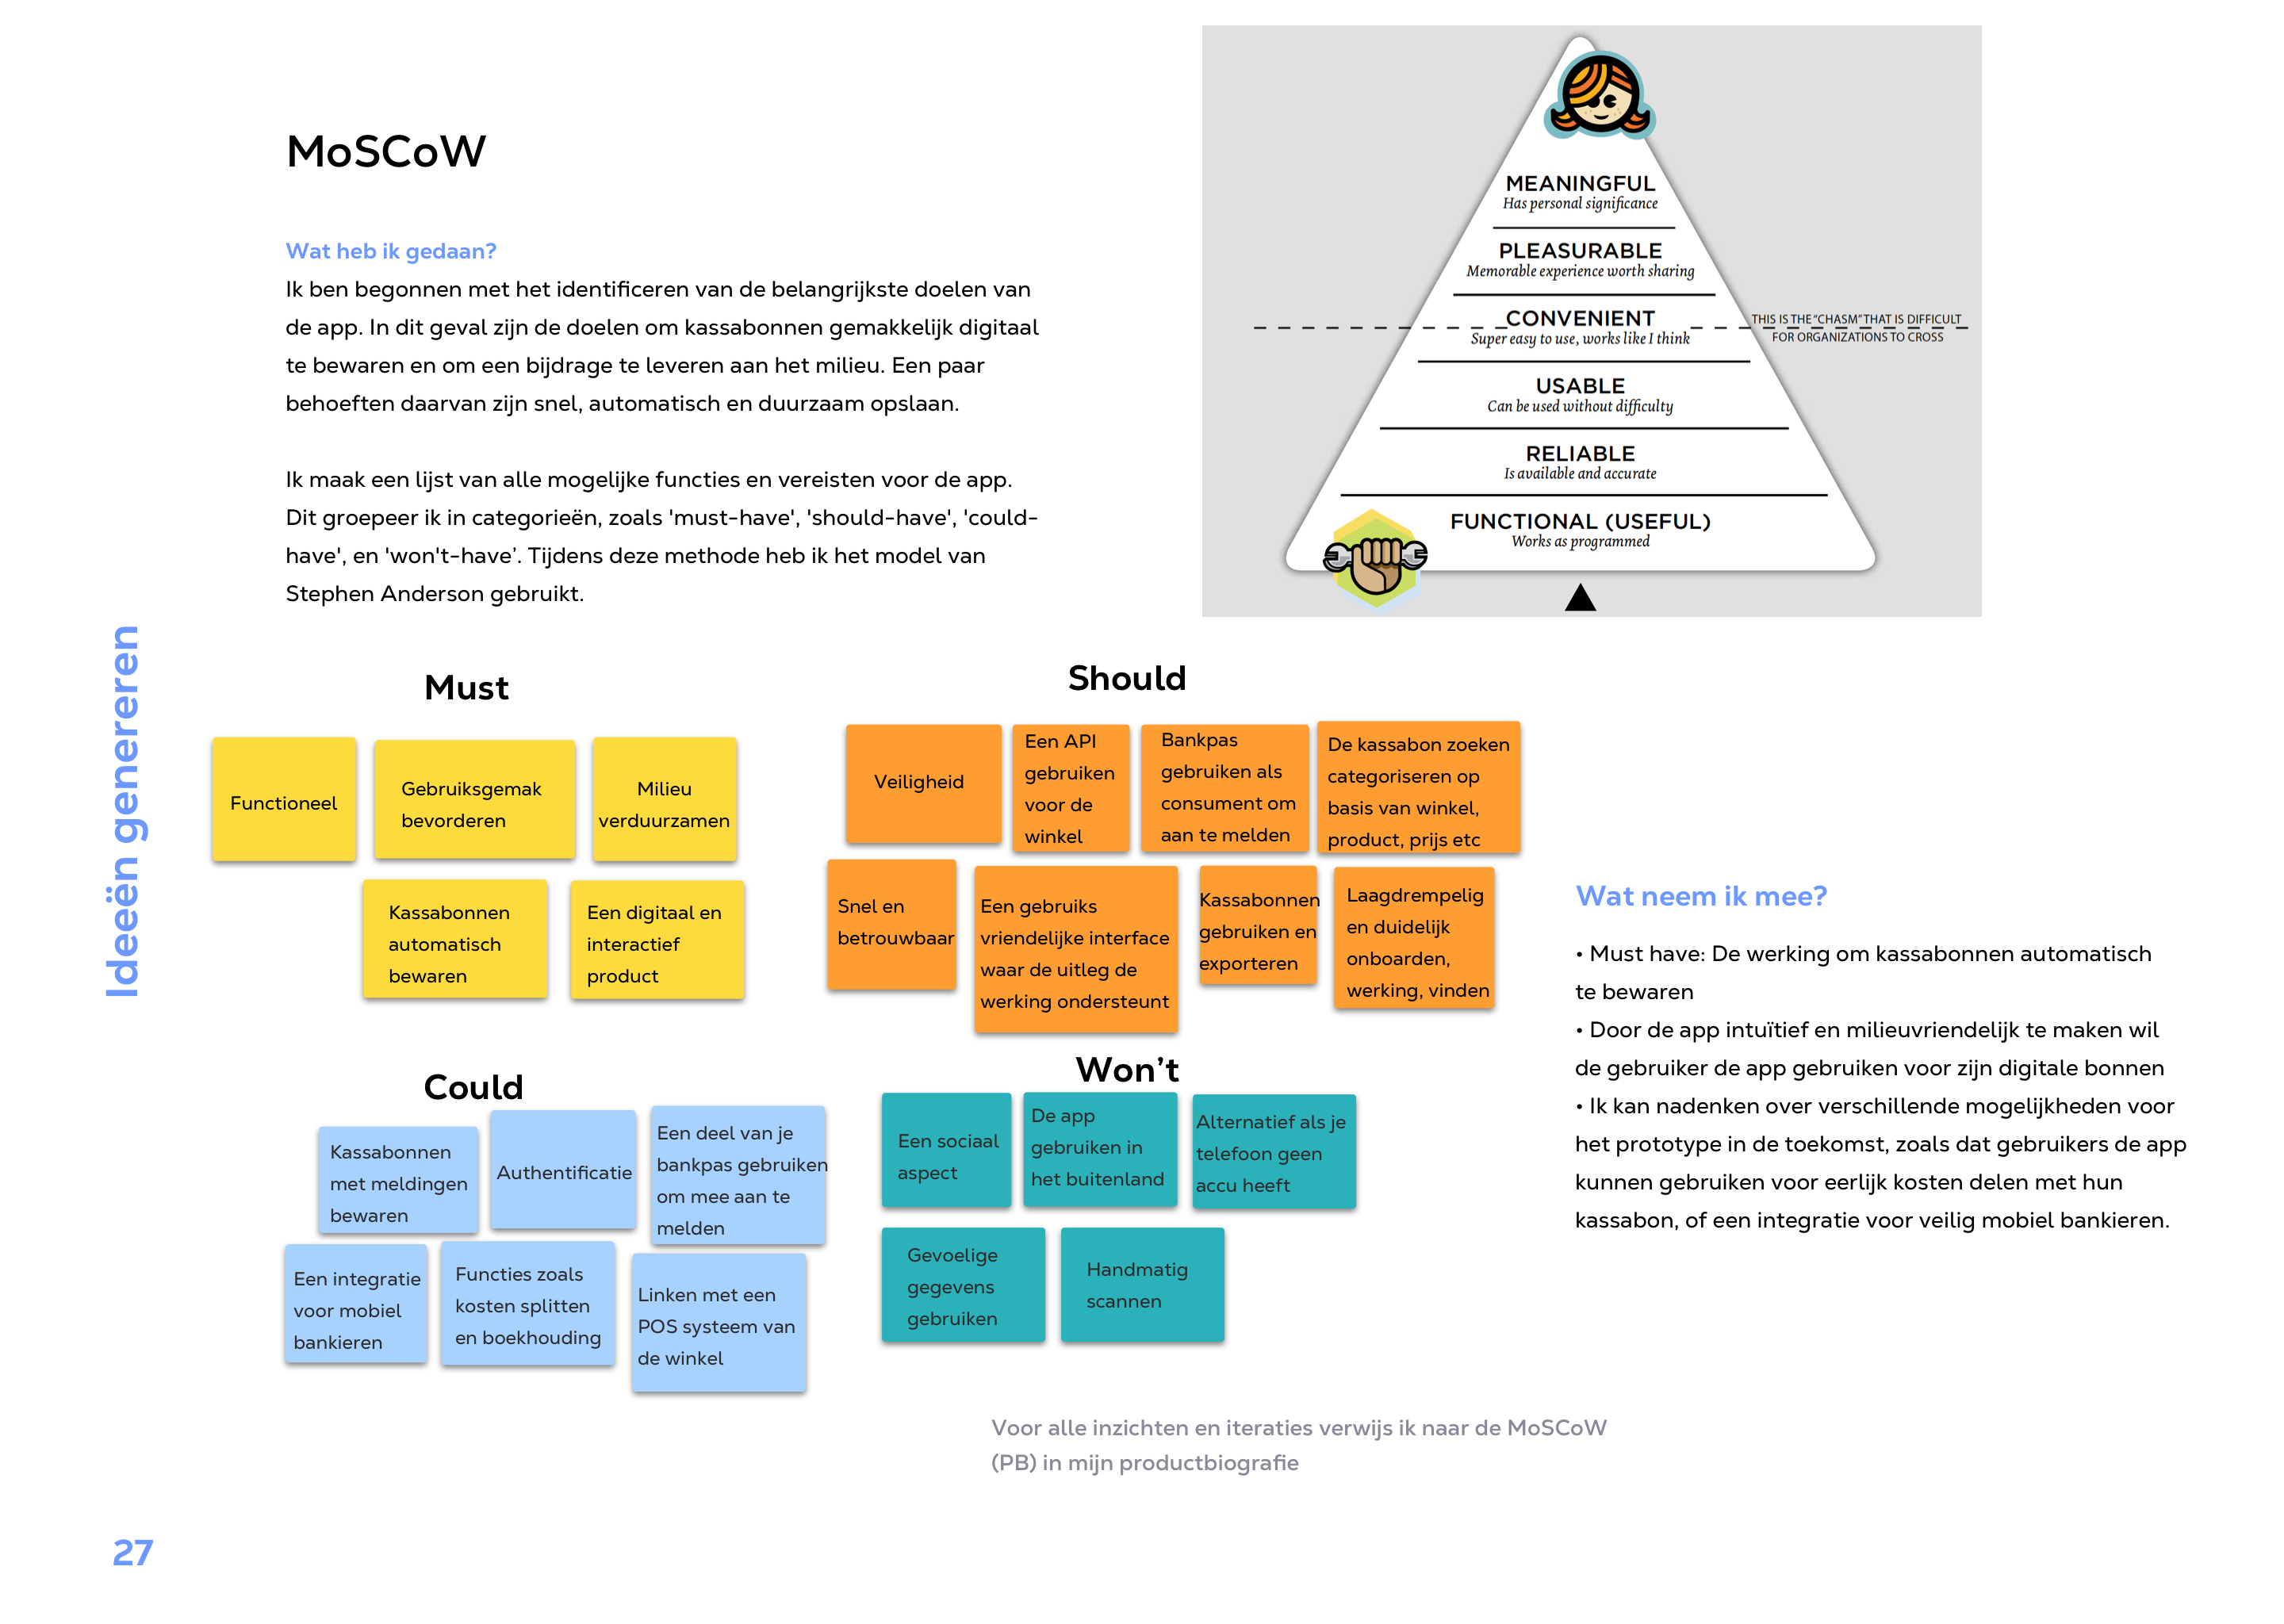 MoSCoW
Wat heb ik gedaan?
Ik ben begonnen met het identificeren van de belangrijkste doelen van
de app. In dit geval zijn de doelen om kassabonnen gemakkelijk digitaal
te bewaren en om een bijdrage te leveren aan het milieu. Een paar
behoeften daarvan zijn snel, automatisch en duurzaam opslaan.
Ik maak een lijst van alle mogelijke functies en vereisten voor de app.
Dit groepeer ik in categorieën, zoals 'must-have', 'should-have', 'could-
have', en 'won't-have’. Tijdens deze methode heb ik het model van
Stephen Anderson gebruikt.
MEANINGFUL
Has personal significance
PLEASURABLE
Memorable experience worth sharing
CONVENIENT
Super easy to use, works like I think
THIS IS THE “CHASM” THAT IS DIFFICULT
FOR ORGANIZATIONS TO CROSS
USABLE
Can be used without difficulty
RELIABLE
Is available and accurate
FUNCTIONAL (USEFUL)
Works as programmed
Ideeën genereren
Must
Functioneel
Gebruiksgemak
bevorderen
Milieu
verduurzamen
Kassabonnen
automatisch
bewaren
Een digitaal en
interactief
product
Should
Veiligheid
Een API
gebruiken
voor de
winkel
Bankpas
gebruiken als
consument om
aan te melden
De kassabon zoeken
categoriseren op
basis van winkel,
product, prijs etc
Snel en
betrouwbaar
Een gebruiks
vriendelijke interface
waar de uitleg de
werking ondersteunt
Kassabonnen
gebruiken en
exporteren
Laagdrempelig
en duidelijk
onboarden,
werking, vinden
Could
Kassabonnen
met meldingen
bewaren
Authentificatie
Een deel van je
bankpas gebruiken
om mee aan te
melden
Een integratie
voor mobiel
bankieren
Functies zoals
kosten splitten
en boekhouding
Linken met een
POS systeem van
de winkel
Won’t
Een sociaal
aspect
De app
gebruiken in
het buitenland
Alternatief als je
telefoon geen
accu heeft
Gevoelige
gegevens
gebruiken
Handmatig
scannen
Wat neem ik mee?
• Must have: De werking om kassabonnen automatisch
te bewaren
• Door de app intuïtief en milieuvriendelijk te maken wil
de gebruiker de app gebruiken voor zijn digitale bonnen
• Ik kan nadenken over verschillende mogelijkheden voor
het prototype in de toekomst, zoals dat gebruikers de app
kunnen gebruiken voor eerlijk kosten delen met hun
kassabon, of een integratie voor veilig mobiel bankieren.
Voor alle inzichten en iteraties verwijs ik naar de MoSCoW
(PB) in mijn productbiografie
27